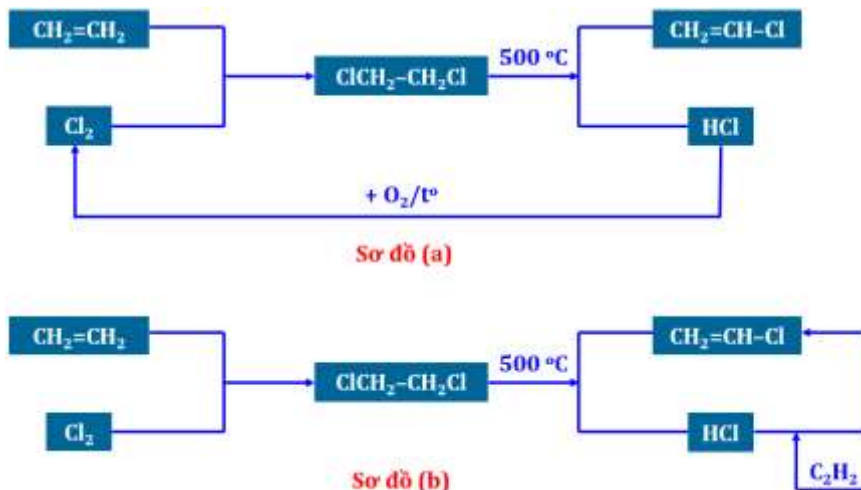 CH₂=CH₂
CH₂=CH–Cl
500 °C
ClCH₂–CH₂Cl
Cl₂
HCl
+ O₂/t°
Sơ đồ (a)
CH₂=CH₂
CH₂=CH–Cl
500 °C
ClCH₂–CH₂Cl
Cl₂
HCl
C₂H₂
Sơ đồ (b)